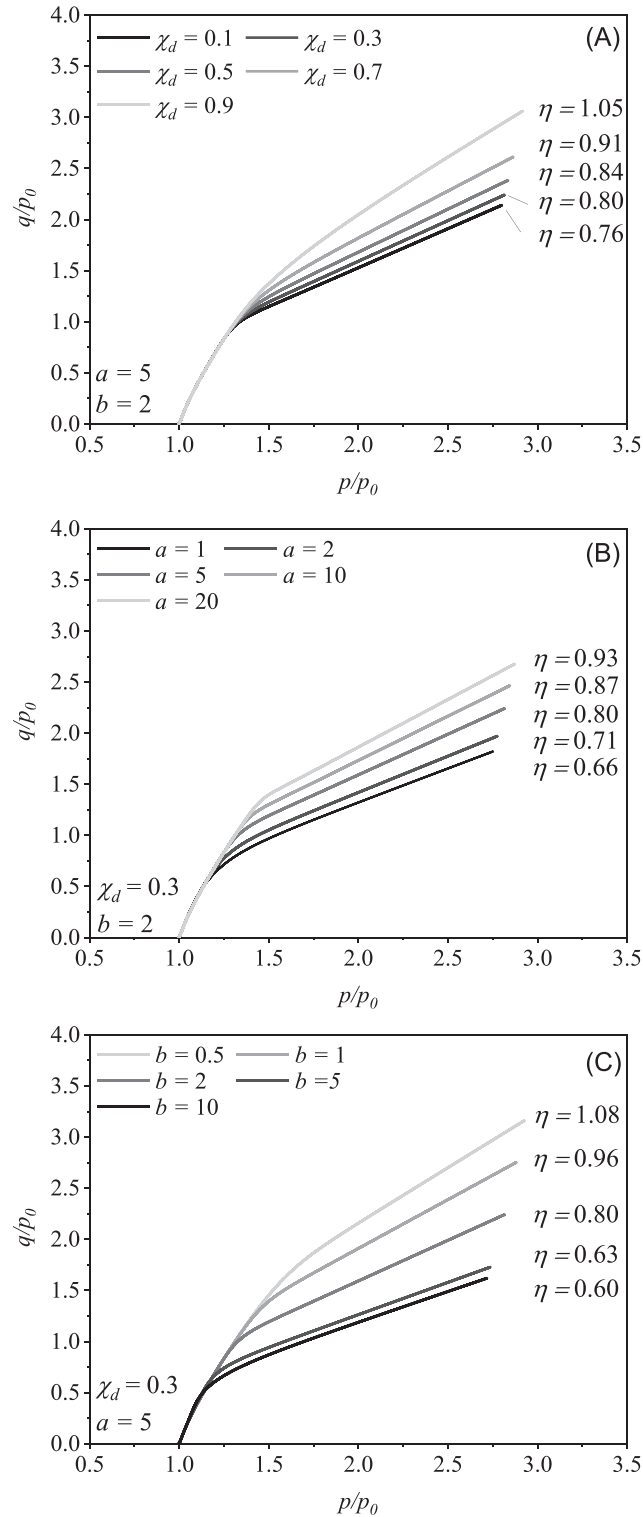 (A)
χd = 0.1 χd = 0.3
χd = 0.5 χd = 0.7
χd = 0.9
4.0
3.5
3.0
2.5
2.0
1.5
1.0
0.5
0.0
q/p0
η = 1.05
η = 0.91
η = 0.84
η = 0.80
η = 0.76
a = 5
b = 2
0.5 1.0 1.5 2.0 2.5 3.0 3.5
p/p0
(B)
a = 1 a = 2
a = 5 a = 10
a = 20
4.0
3.5
3.0
2.5
2.0
1.5
1.0
0.5
0.0
q/p0
η = 0.93
η = 0.87
η = 0.80
η = 0.71
η = 0.66
χd = 0.3
b = 2
0.5 1.0 1.5 2.0 2.5 3.0 3.5
p/p0
(C)
b = 0.5 b = 1
b = 2 b =5
b = 10
4.0
3.5
3.0
2.5
2.0
1.5
1.0
0.5
0.0
q/p0
η = 1.08
η = 0.96
η = 0.80
η = 0.63
η = 0.60
χd = 0.3
a = 5
0.5 1.0 1.5 2.0 2.5 3.0 3.5
p/p0